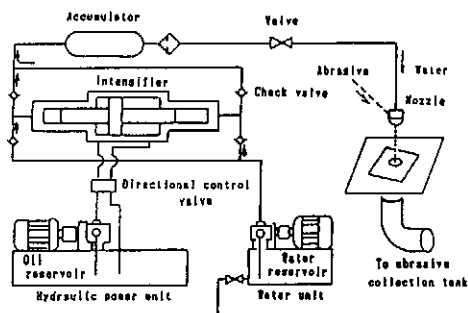 Accumulator
Valve
Intensifier
Abrasive
Water
Check valve
Nozzle
Directional control
valve
Oil
reservoir
Water
reservoir
Hydraulic power unit
Water unit
To abrasive
collection tank